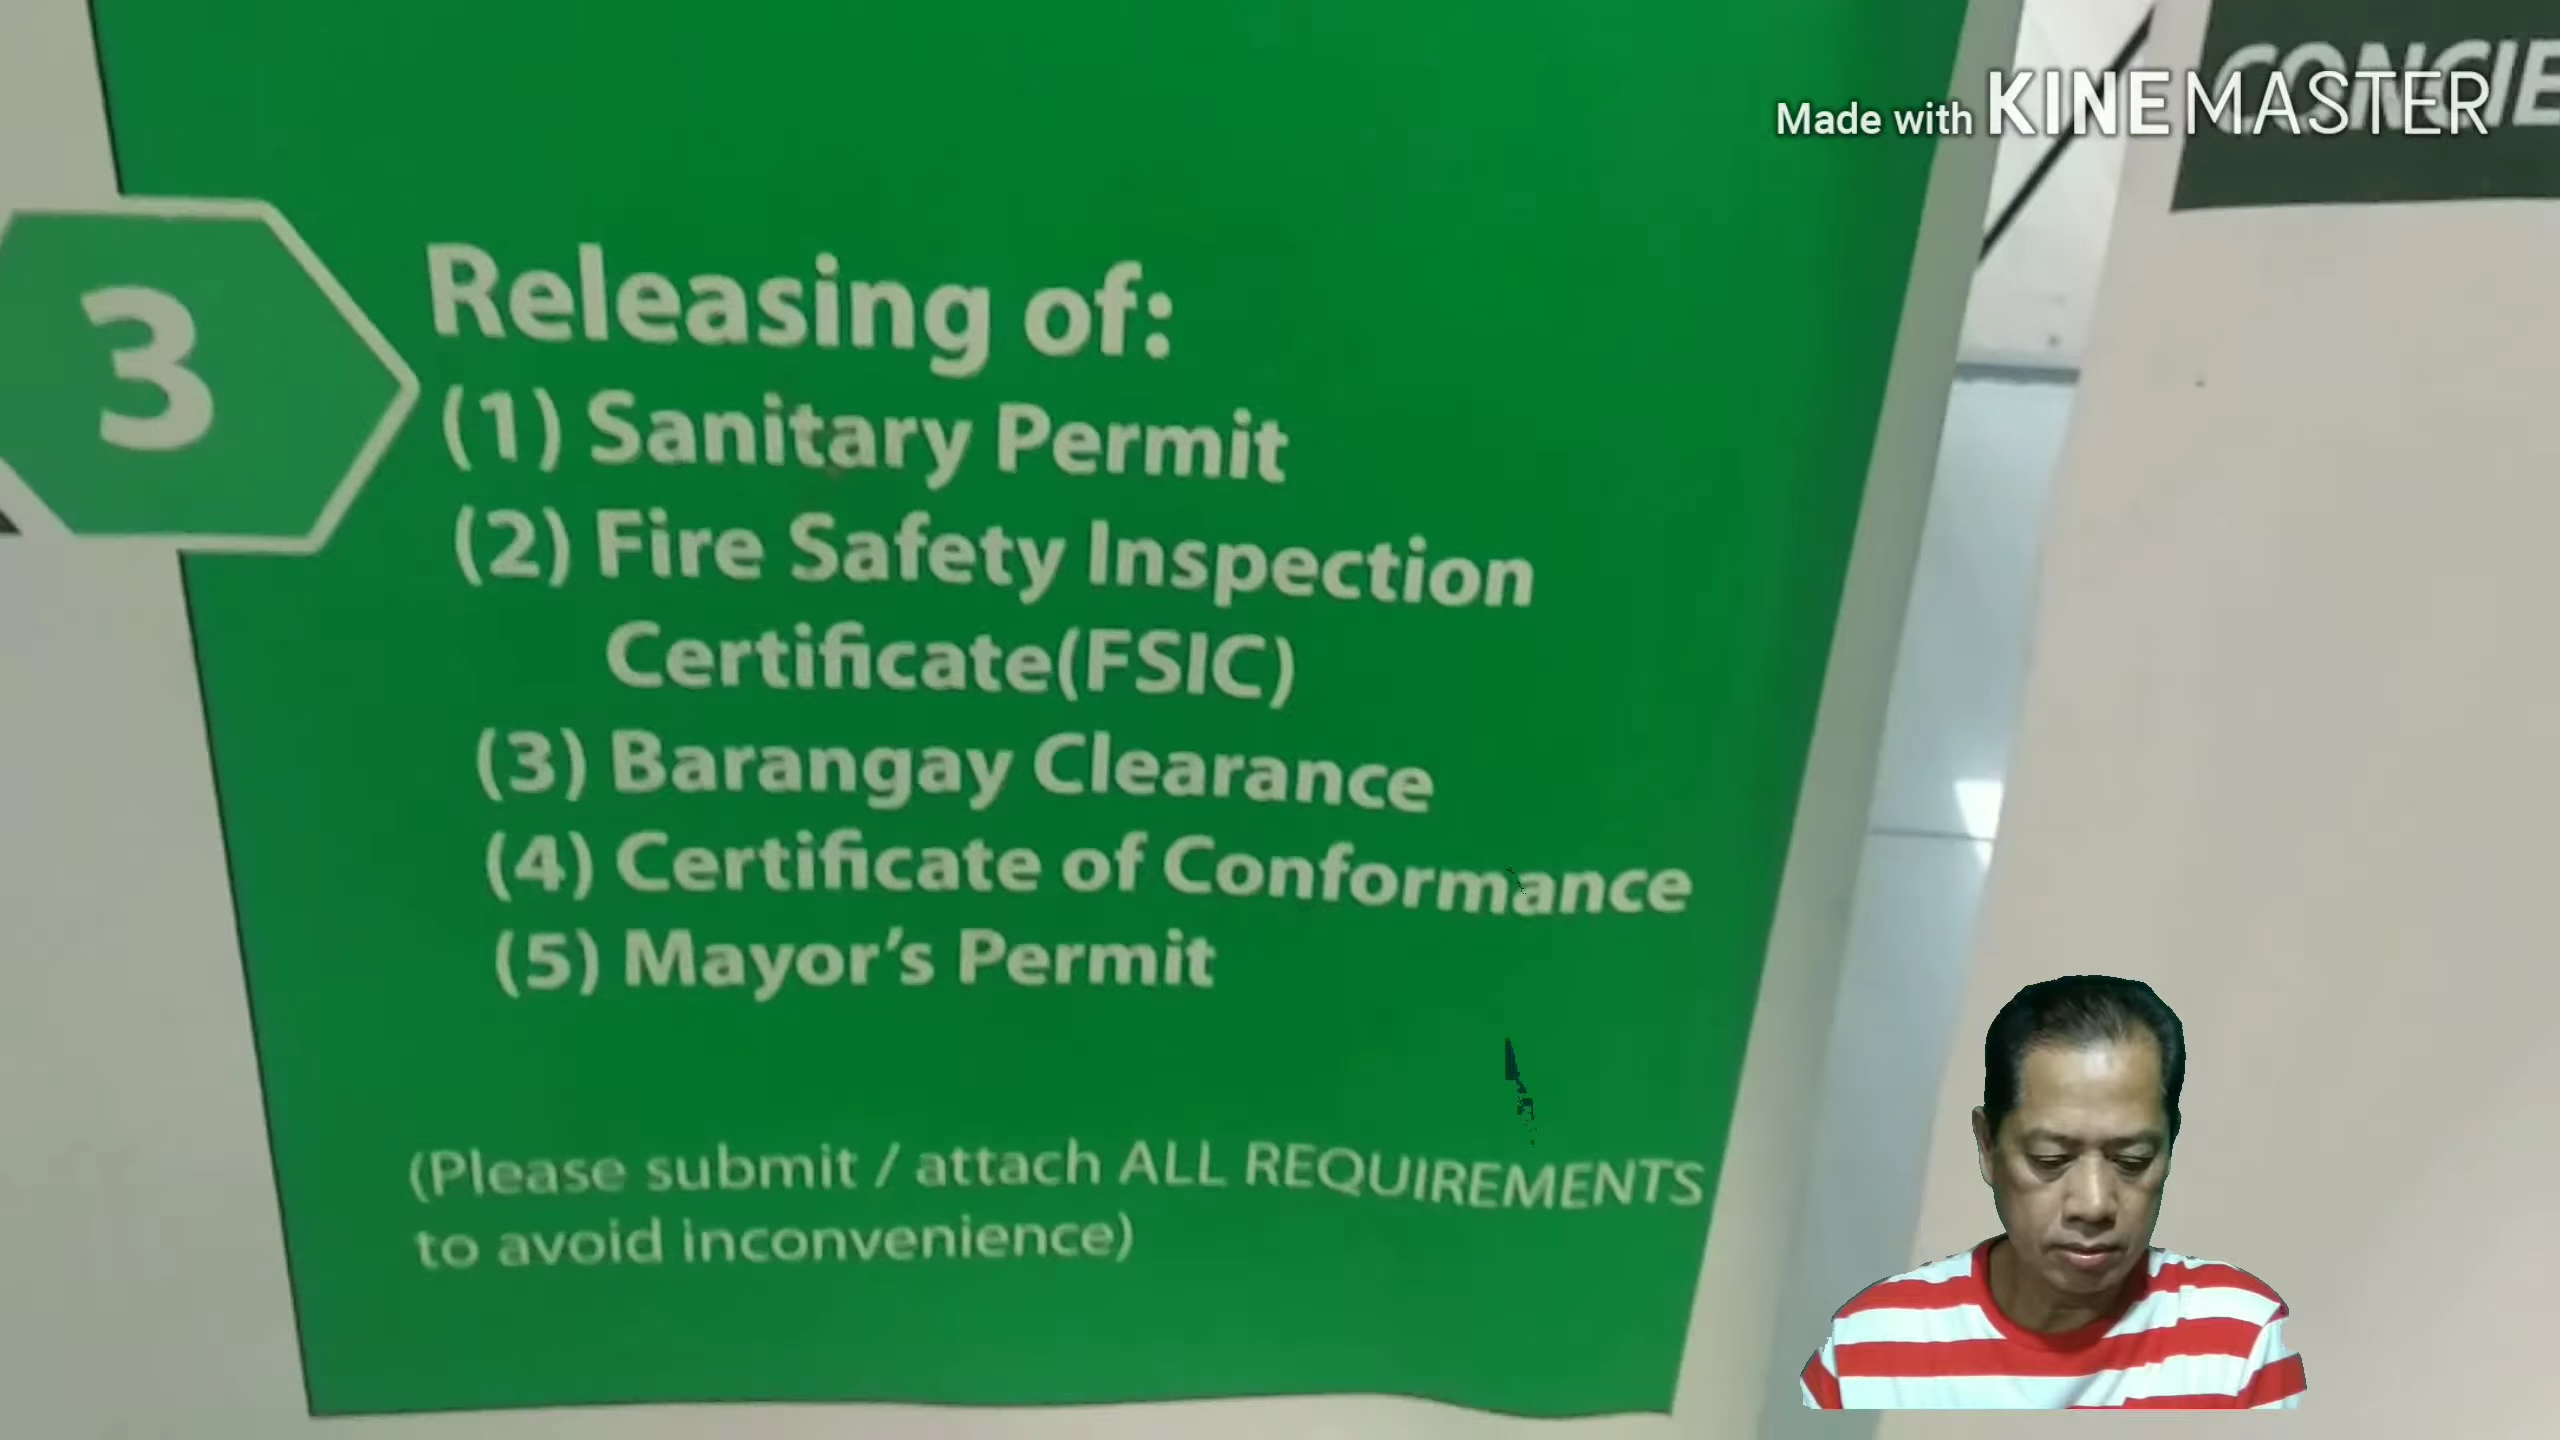 Made with KINEMASTER
CONCIE
3
Releasing of:
(1) Sanitary Permit
(2) Fire Safety Inspection
Certificate(FSIC)
(3) Barangay Clearance
(4) Certificate of Conformance
(5) Mayor's Permit
(Please submit / attach ALL REQUIREMENTS
to avoid inconvenience)